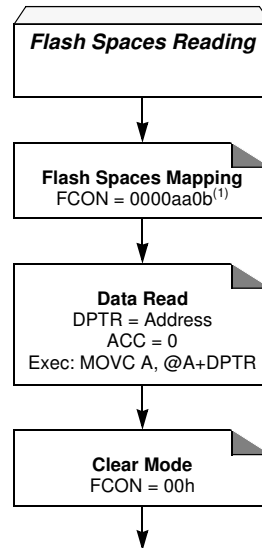 Flash Spaces Reading
Flash Spaces Mapping
FCON = 0000aa0b(1)
Data Read
DPTR = Address
ACC = 0
Exec: MOVC A, @A+DPTR
Clear Mode
FCON = 00h